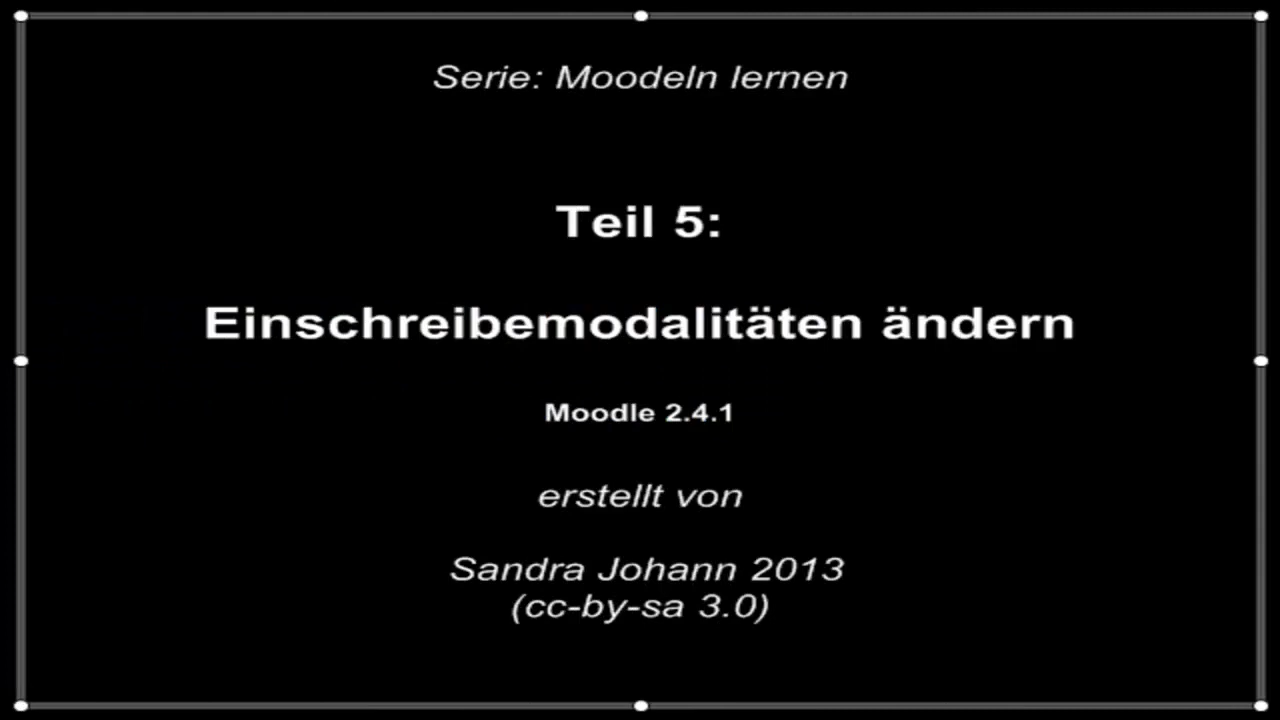 Serie: Moodeln lernen
Teil 5:
Einschreibemodalitäten ändern
Moodle 2.4.1
erstellt von
Sandra Johann 2013
(cc-by-sa 3.0)